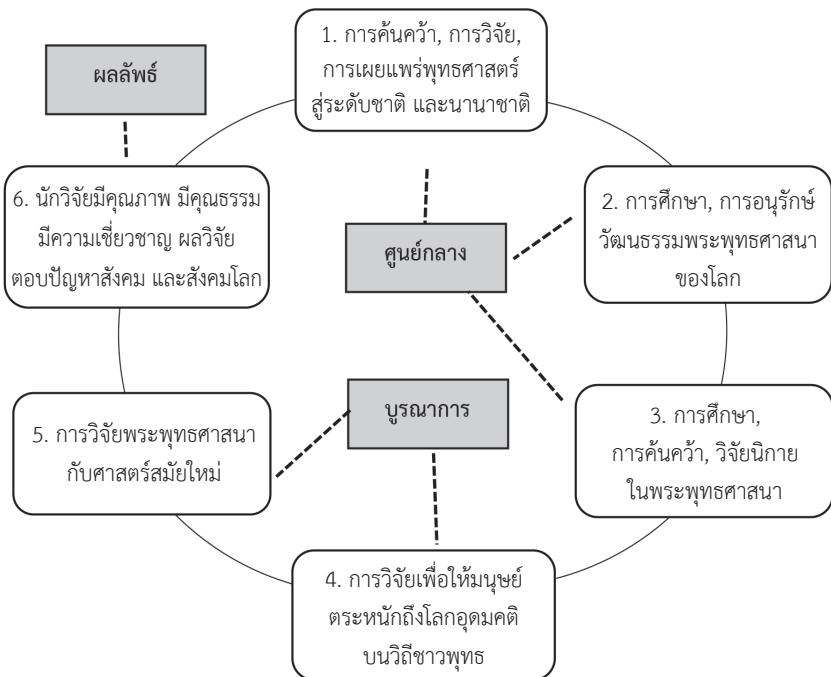 1. การค้นคว้า, การวิจัย,
การเผยแพร่พุทธศาสตร์
สู่ระดับชาติ และนานาชาติ
ผลลัพธ์
6. นักวิจัยมีคุณภาพ มีคุณธรรม
มีความเชี่ยวชาญ ผลวิจัย
ตอบปัญหาสังคม และสังคมโลก
ศูนย์กลาง
2. การศึกษา, การอนุรักษ์
วัฒนธรรมพระพุทธศาสนา
ของโลก
บูรณาการ
5. การวิจัยพระพุทธศาสนา
กับศาสตร์สมัยใหม่
3. การศึกษา,
การค้นคว้า, วิจัยนิกาย
ในพระพุทธศาสนา
4. การวิจัยเพื่อให้มนุษย์
ตระหนักถึงโลกอุดมคติ
บนวิถีชาวพุทธ